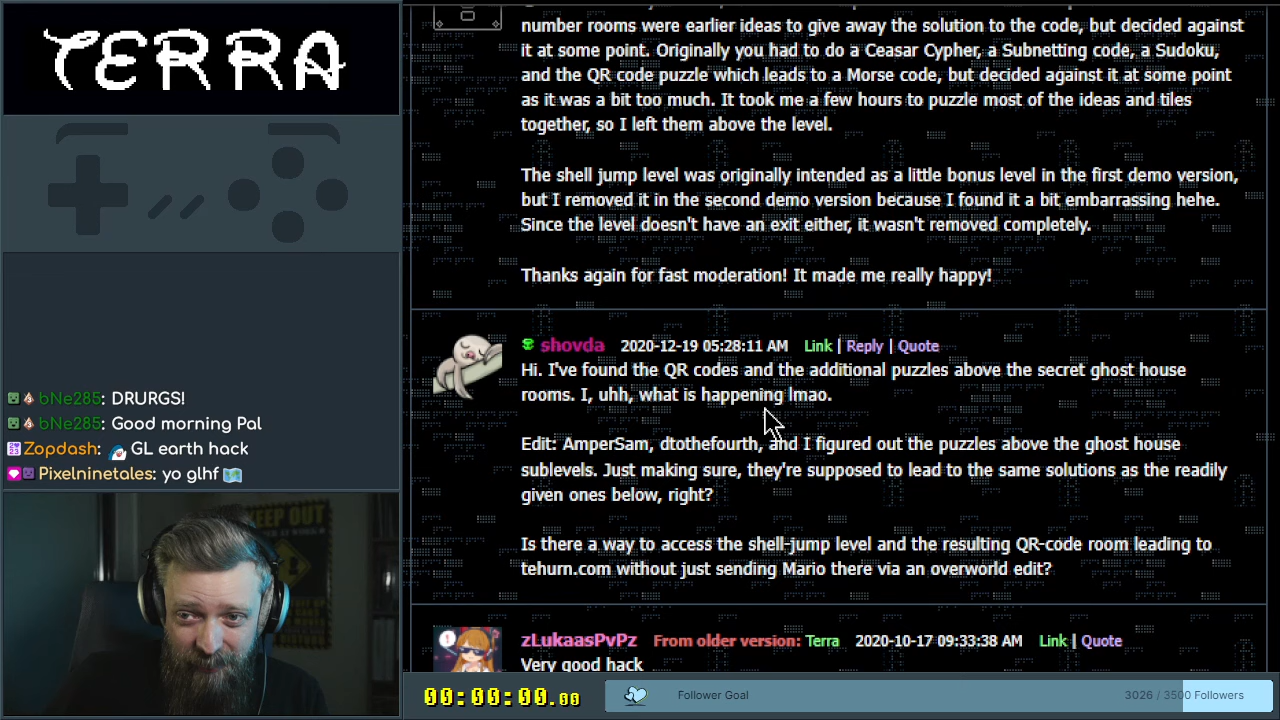 TERRA
number rooms were earlier ideas to give away the solution to the code, but decided against
it at some point. Originally you had to do a Ceasar Cypher, a Subnetting code, a Sudoku,
and the QR code puzzle which leads to a Morse code, but decided against it at some point
as it was a bit too much. It took me a few hours to puzzle most of the ideas and tiles
together, so I left them above the level.
The shell jump level was originally intended as a little bonus level in the first demo version,
but I removed it in the second demo version because I found it a bit embarrassing hehe.
Since the level doesn't have an exit either, it wasn't removed completely.
Thanks again for fast moderation! It made me really happy!
shovda 2020-12-19 05:28:11 AM Link | Reply | Quote
Hi. I've found the QR codes and the additional puzzles above the secret ghost house
rooms. I, uhh, what is happening lmao.
Edit: AmperSam, dtothefourth, and I figured out the puzzles above the ghost house
sublevels. Just making sure, they're supposed to lead to the same solutions as the readily
given ones below, right?
Is there a way to access the shell-jump level and the resulting QR-code room leading to
tehurn.com without just sending Mario there via an overworld edit?
zLukaasPvPz From older version: Terra 2020-10-17 09:33:38 AM Link | Quote
Very good hack
bNe285: DRURGS!
bNe285: Good morning Pal
Zopdash: GL earth hack
Pixelninetales: yo glhf
KEEP OUT
00:00:00.00
Follower Goal
3026 / 3500 Followers